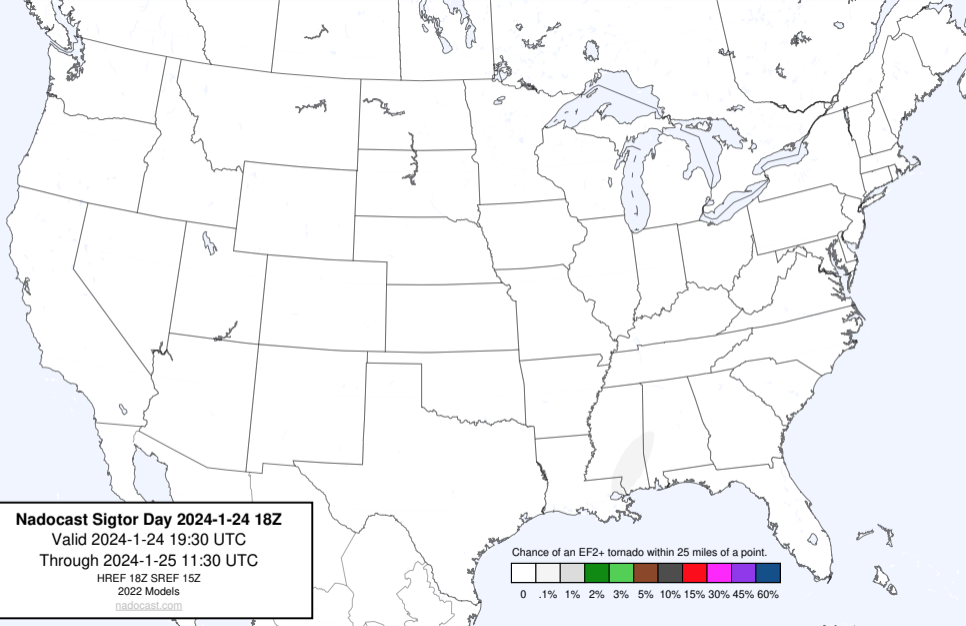 Nadocast Sigtor Day 2024-1-24 18Z
Valid 2024-1-24 19:30 UTC
Through 2024-1-25 11:30 UTC
HREF 18Z SREF 15Z
2022 Models
nadocast.com
Chance of an EF2+ tornado within 25 miles of a point.
0 .1% 1% 2% 3% 5% 10% 15% 30% 45% 60%